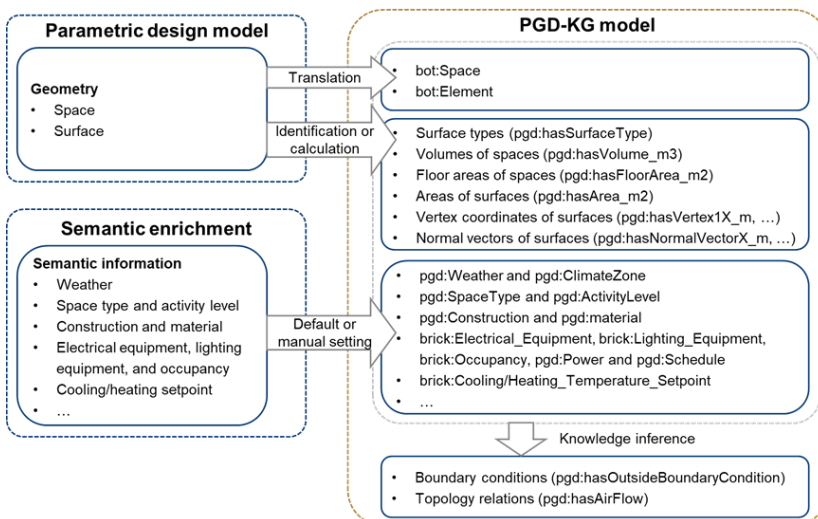 Parametric design model
Geometry
• Space
• Surface
Semantic enrichment
Semantic information
• Weather
• Space type and activity level
• Construction and material
• Electrical equipment, lighting
equipment, and occupancy
• Cooling/heating setpoint
• …
Translation
Identification or
calculation
Default or
manual setting
PGD-KG model
• bot:Space
• bot:Element
• Surface types (pgd:hasSurfaceType)
• Volumes of spaces (pgd:hasVolume_m3)
• Floor areas of spaces (pgd:hasFloorArea_m2)
• Areas of surfaces (pgd:hasArea_m2)
• Vertex coordinates of surfaces (pgd:hasVertex1X_m, …)
• Normal vectors of surfaces (pgd:hasNormalVectorX_m, …)
• pgd:Weather and pgd:ClimateZone
• pgd:SpaceType and pgd:ActivityLevel
• pgd:Construction and pgd:material
• brick:Electrical_Equipment, brick:Lighting_Equipment,
brick:Occupancy, pgd:Power and pgd:Schedule
• brick:Cooling/Heating_Temperature_Setpoint
• …
Knowledge inference
• Boundary conditions (pgd:hasOutsideBoundaryCondition)
• Topology relations (pgd:hasAirFlow)